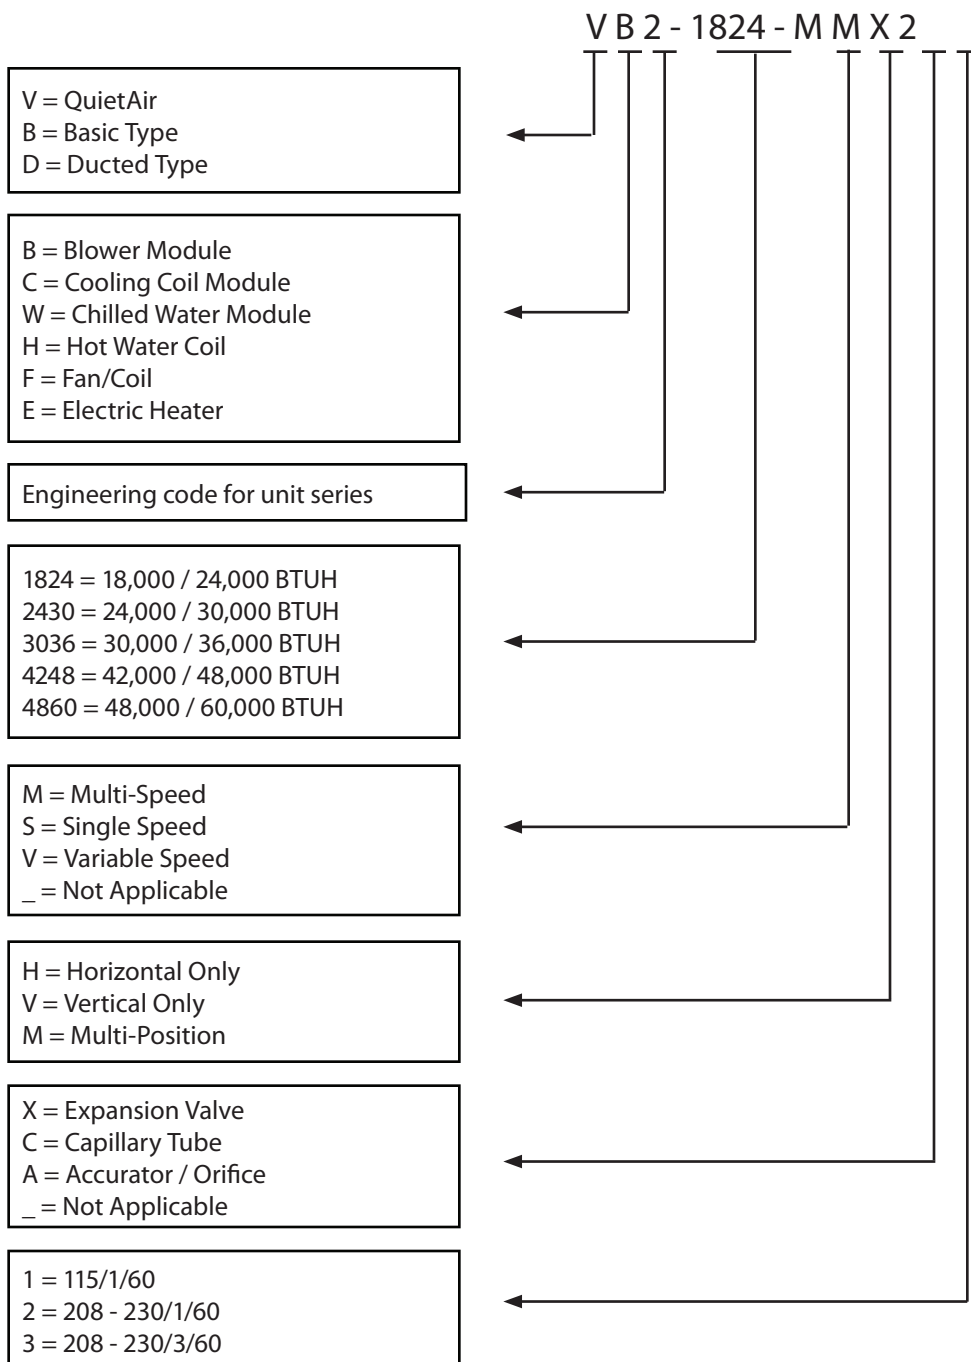 V B 2 - 1824 - M M X 2
V = QuietAir
B = Basic Type
D = Ducted Type
B = Blower Module
C = Cooling Coil Module
W = Chilled Water Module
H = Hot Water Coil
F = Fan/Coil
E = Electric Heater
Engineering code for unit series
1824 = 18,000 / 24,000 BTUH
2430 = 24,000 / 30,000 BTUH
3036 = 30,000 / 36,000 BTUH
4248 = 42,000 / 48,000 BTUH
4860 = 48,000 / 60,000 BTUH
M = Multi-Speed
S = Single Speed
V = Variable Speed
_ = Not Applicable
H = Horizontal Only
V = Vertical Only
M = Multi-Position
X = Expansion Valve
C = Capillary Tube
A = Accurator / Orifice
_ = Not Applicable
1 = 115/1/60
2 = 208 - 230/1/60
3 = 208 - 230/3/60